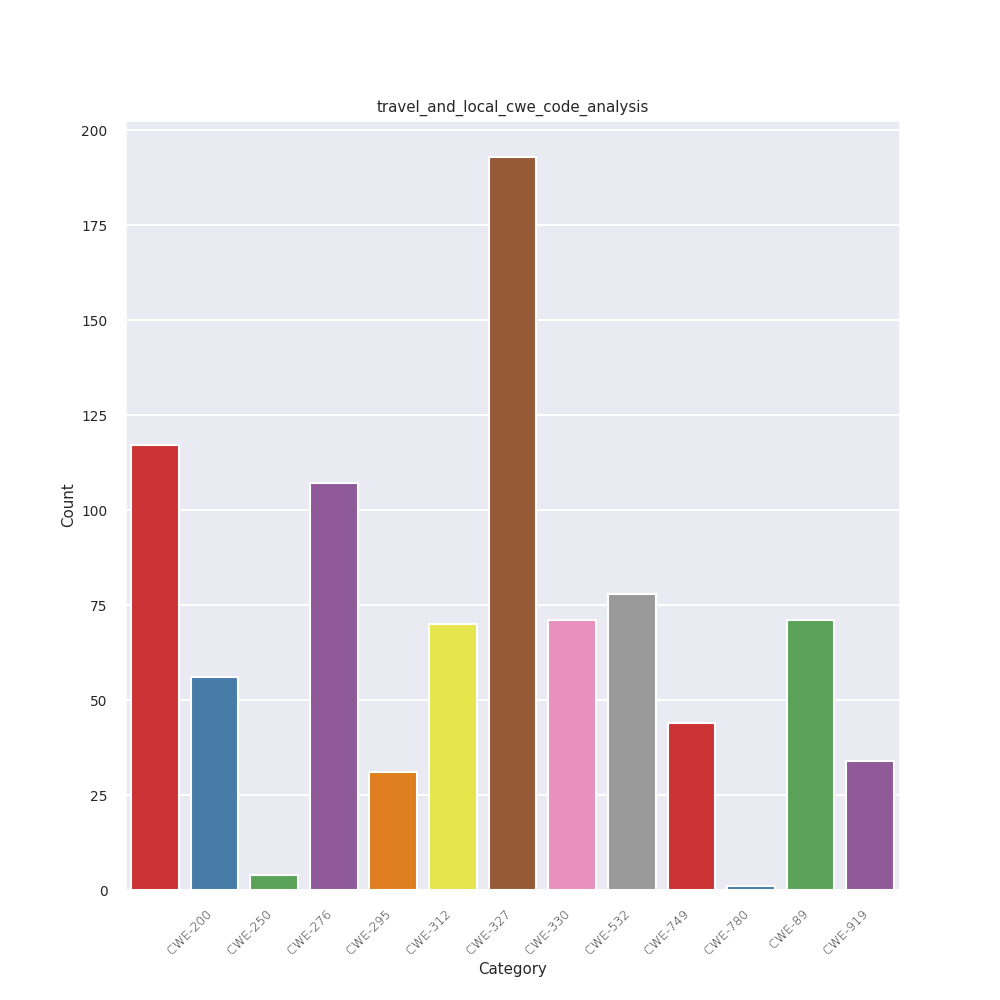 travel_and_local_cwe_code_analysis
200
175
150
125
100
75
50
25
0
Count
CWE-200 CWE-250 CWE-276 CWE-295 CWE-312 CWE-327 CWE-330 CWE-532 CWE-749 CWE-780 CWE-89 CWE-919
Category